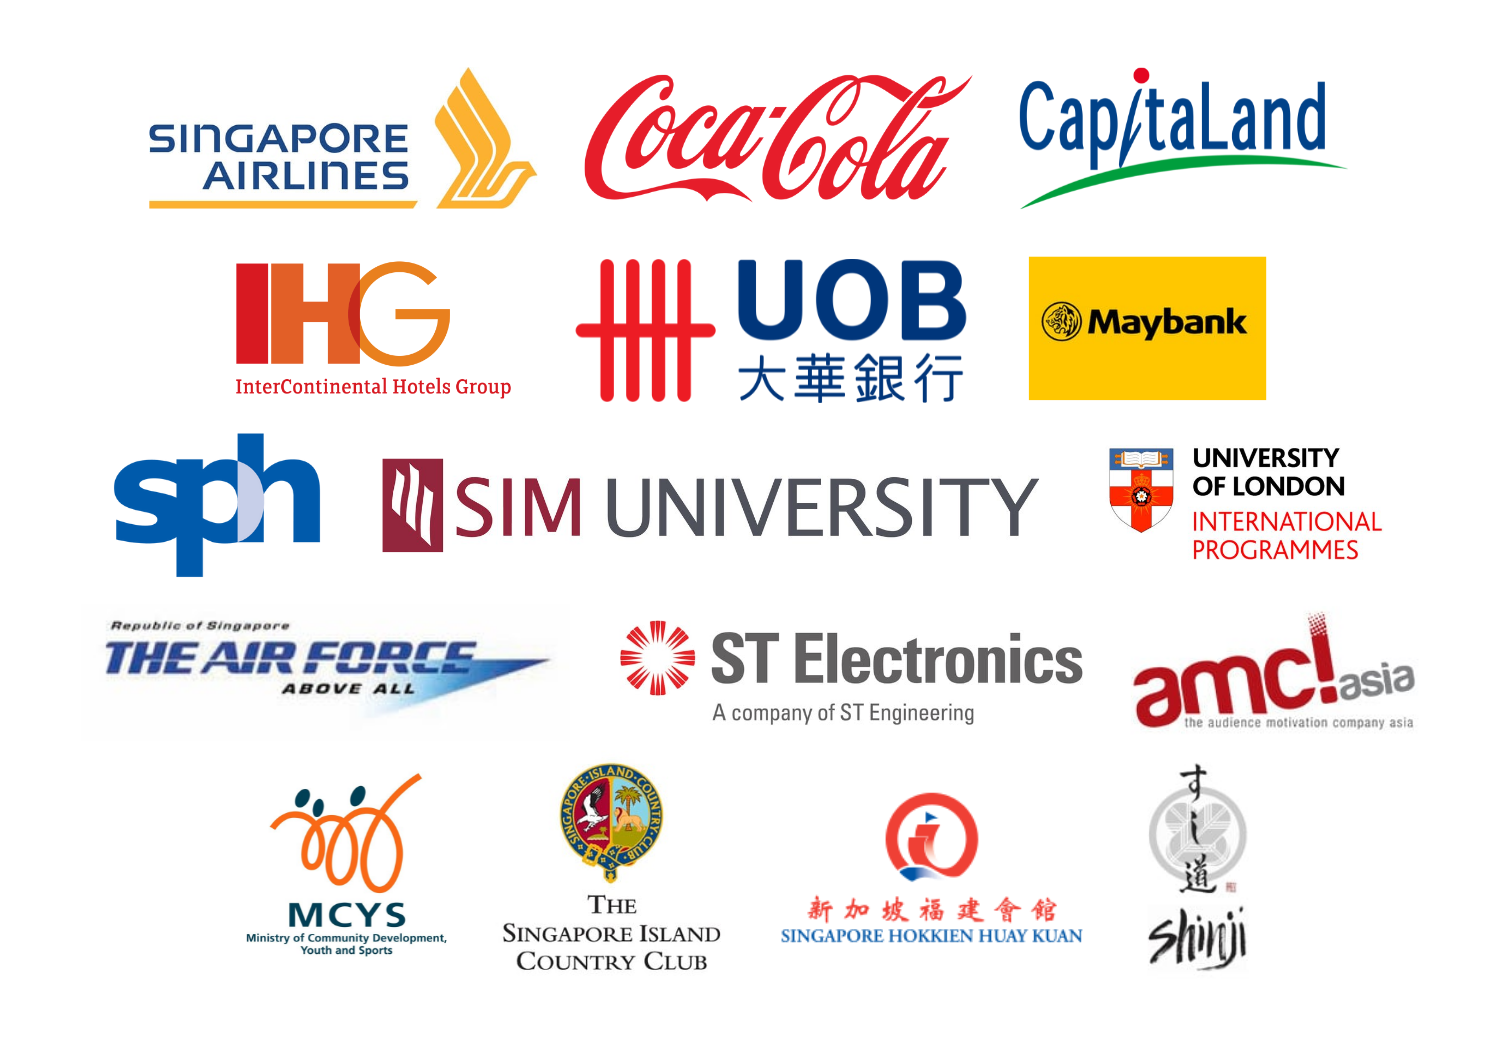 SINGAPORE
AIRLINES
Coca-Cola
CapitaLand
IHG
InterContinental Hotels Group
UOB
大華銀行
Maybank
sph
SIM UNIVERSITY
UNIVERSITY
OF LONDON
INTERNATIONAL
PROGRAMMES
Republic of Singapore
THE AIR FORCE
ABOVE ALL
ST Electronics
A company of ST Engineering
amc!asia
the audience motivation company asia
MCYS
Ministry of Community Development,
Youth and Sports
SINGAPORE·ISLAND·COUNTRY·CLUB
THE
SINGAPORE ISLAND
COUNTRY CLUB
新加坡福建會館
SINGAPORE HOKKIEN HUAY KUAN
すし道
shinji